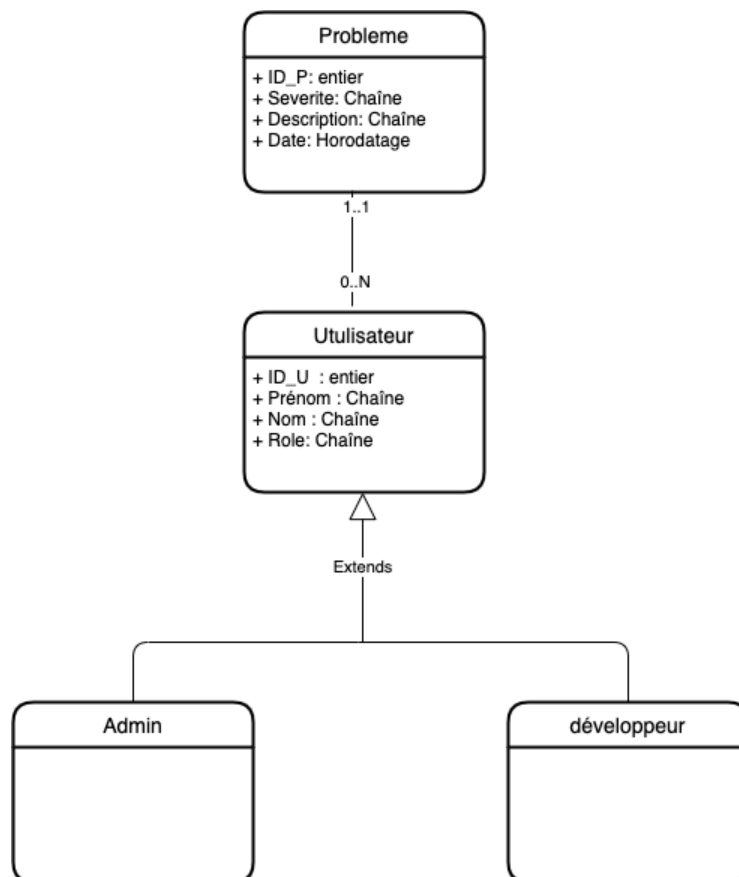 Probleme
+ ID_P: entier
+ Severite: Chaîne
+ Description: Chaîne
+ Date: Horodatage
1..1
0..N
Utulisateur
+ ID_U : entier
+ Prénom : Chaîne
+ Nom : Chaîne
+ Role: Chaîne
Extends
Admin
développeur